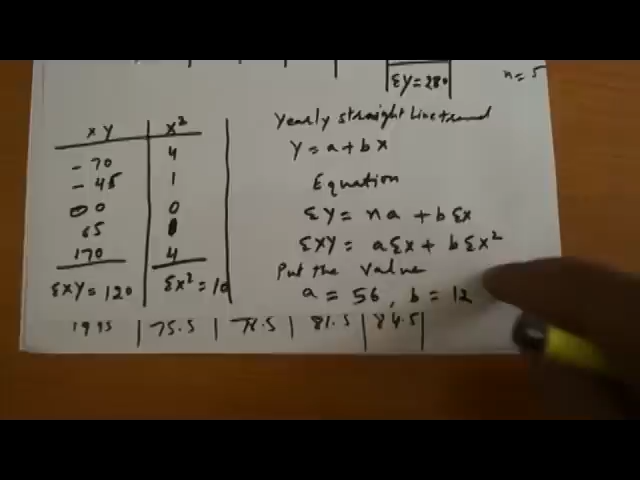 ΣY = 280
n = 5
Yearly straight line trend
Y = a + bx
Equation
ΣY = na + bΣx
ΣXY = aΣx + bΣx²
Put the value
a = 56, b = 12
XY | X²
- 70 | 4
- 45 | 1
0 | 0
65 | 1
170 | 4
ΣXY = 120 | Σx² = 10
1995 | 75.5 | 78.5 | 81.5 | 84.5 |